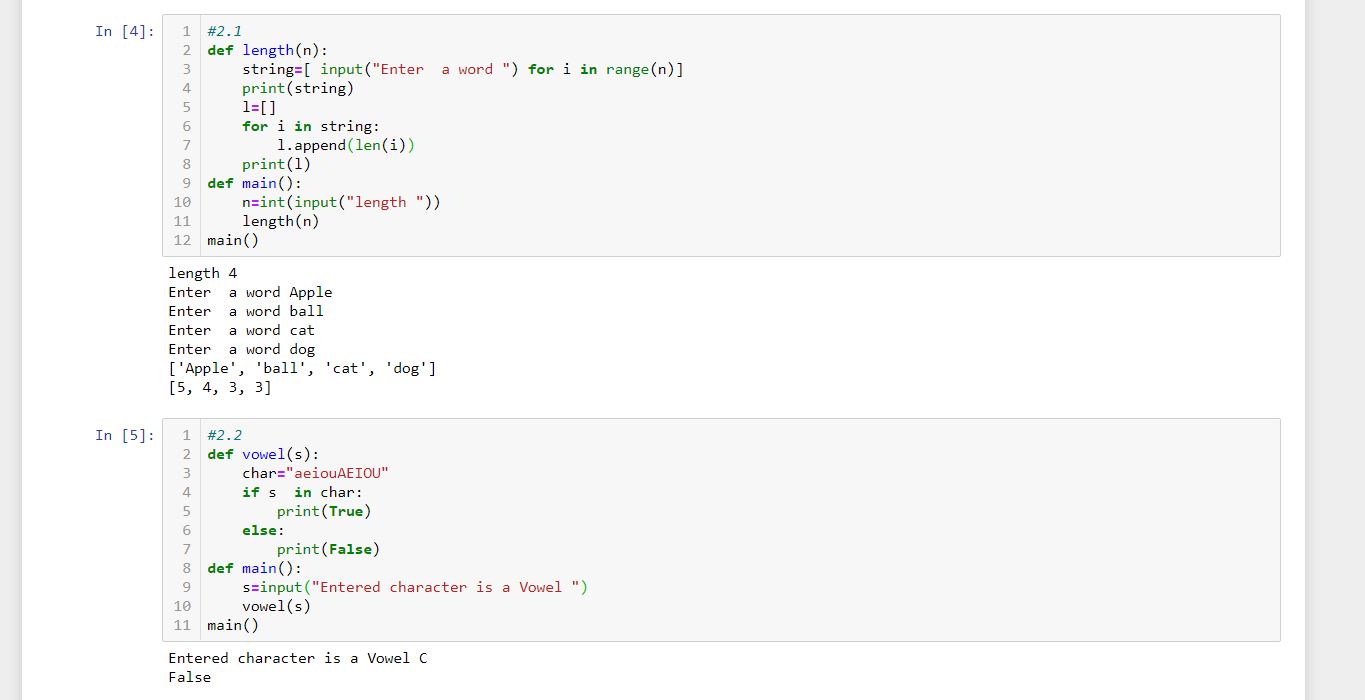 In [4]:
1 #2.1
2 def length(n):
3     string=[ input("Enter  a word ") for i in range(n)]
4     print(string)
5     l=[]
6     for i in string:
7         l.append(len(i))
8     print(l)
9 def main():
10     n=int(input("length "))
11     length(n)
12 main()
length 4
Enter  a word Apple
Enter  a word ball
Enter  a word cat
Enter  a word dog
['Apple', 'ball', 'cat', 'dog']
[5, 4, 3, 3]
In [5]:
1 #2.2
2 def vowel(s):
3     char="aeiouAEIOU"
4     if s  in char:
5         print(True)
6     else:
7         print(False)
8 def main():
9     s=input("Entered character is a Vowel ")
10     vowel(s)
11 main()
Entered character is a Vowel C
False